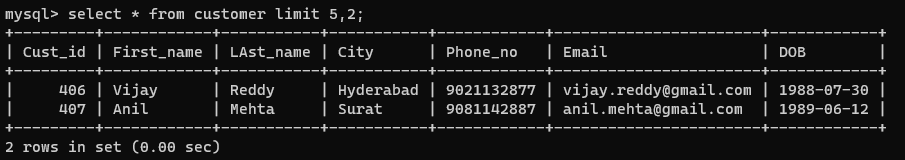 mysql> select * from customer limit 5,2;
+---------+------------+-----------+-----------+------------+-----------------------+------------+
| Cust_id | First_name | LAst_name | City      | Phone_no   | Email                 | DOB        |
+---------+------------+-----------+-----------+------------+-----------------------+------------+
|     406 | Vijay      | Reddy     | Hyderabad | 9021132877 | vijay.reddy@gmail.com | 1988-07-30 |
|     407 | Anil       | Mehta     | Surat     | 9081142887 | anil.mehta@gmail.com  | 1989-06-12 |
+---------+------------+-----------+-----------+------------+-----------------------+------------+
2 rows in set (0.00 sec)